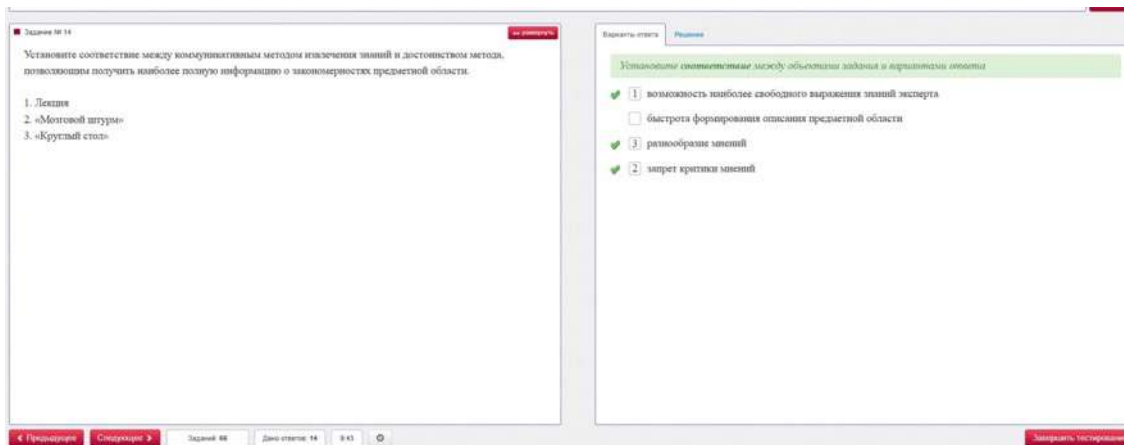 Задание № 14
развернуть
Установите соответствие между коммуникативным методом извлечения знаний и достоинством метода,
позволяющим получить наиболее полную информацию о закономерностях предметной области.
1. Лекция
2. «Мозговой штурм»
3. «Круглый стол»
Варианты ответа Решение
Установите соответствие между объектами задания и вариантами ответа
1 возможность наиболее свободного выражения знаний эксперта
быстрота формирования описания предметной области
3 разнообразие мнений
2 запрет критики мнений
Предыдущее Следующее Заданий 66 Дано ответов 14 9:43 Завершить тестирование